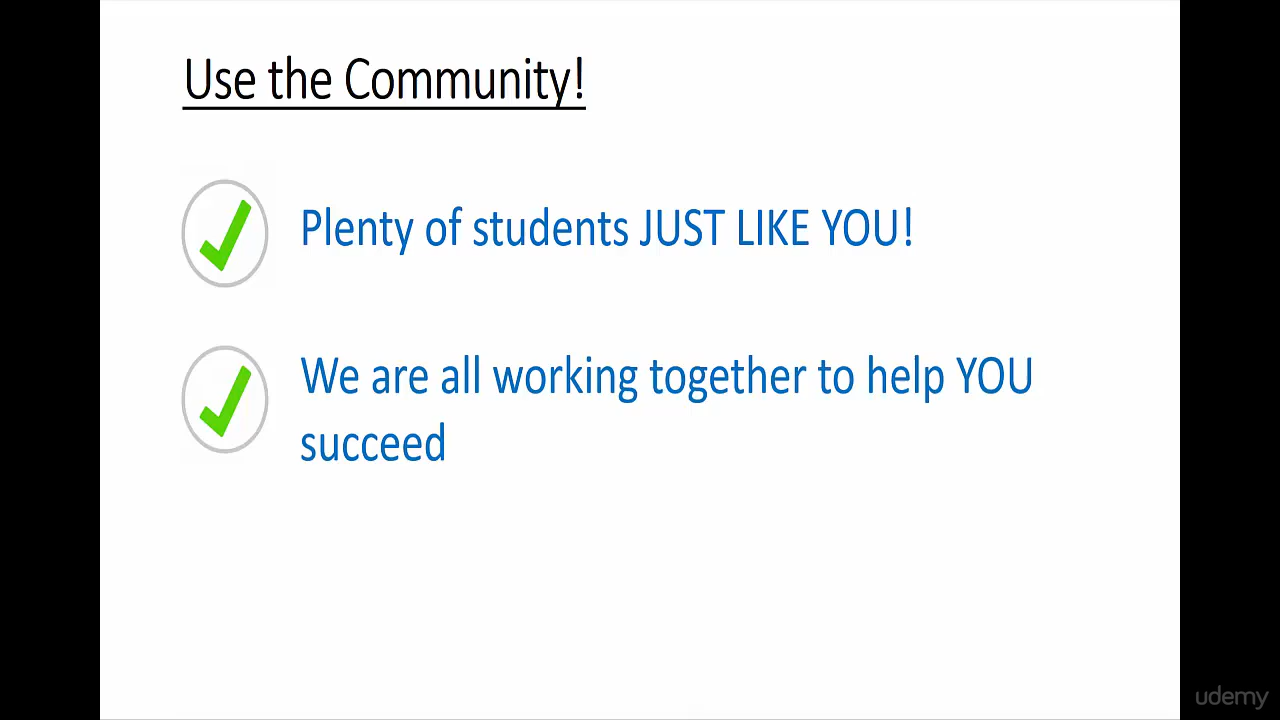 Use the Community!
Plenty of students JUST LIKE YOU!
We are all working together to help YOU
succeed
udemy